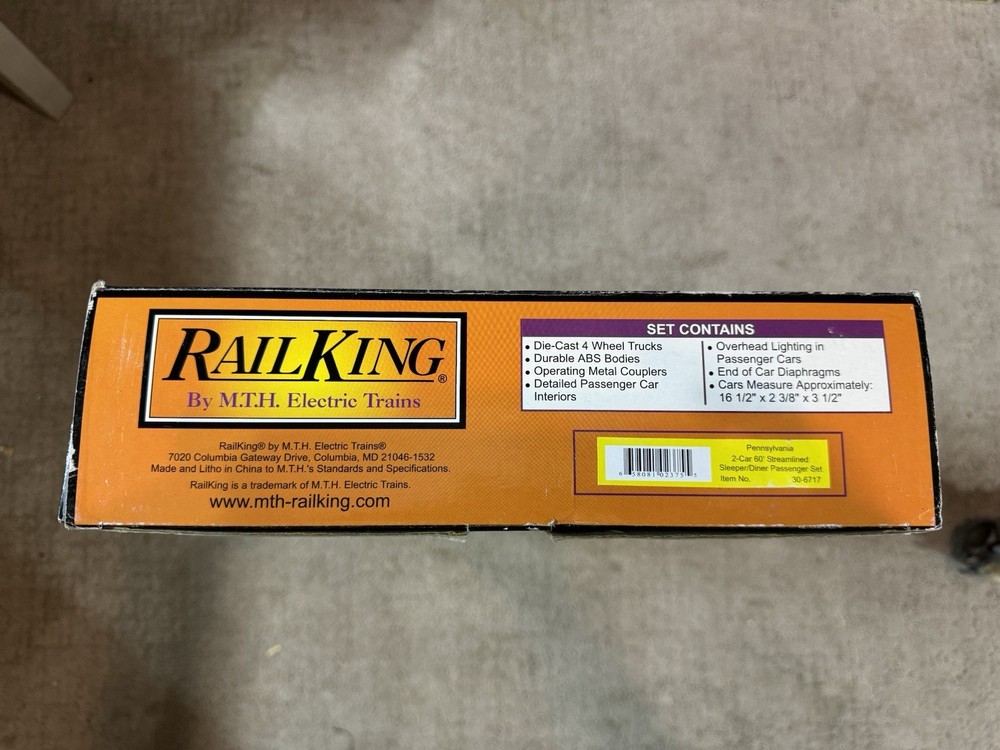 RAILKING®
By M.T.H. Electric Trains
RailKing® by M.T.H. Electric Trains®
7020 Columbia Gateway Drive, Columbia, MD 21046-1532
Made and Litho in China to M.T.H.'s Standards and Specifications.
RailKing is a trademark of M.T.H. Electric Trains.
www.mth-railking.com
SET CONTAINS
• Die-Cast 4 Wheel Trucks
• Durable ABS Bodies
• Operating Metal Couplers
• Detailed Passenger Car
Interiors
• Overhead Lighting in
Passenger Cars
• End of Car Diaphragms
• Cars Measure Approximately:
16 1/2" x 2 3/8" x 3 1/2"
Pennsylvania
2-Car 60' Streamlined
Sleeper/Diner Passenger Set
Item No. 30-6717
6 58081 02375